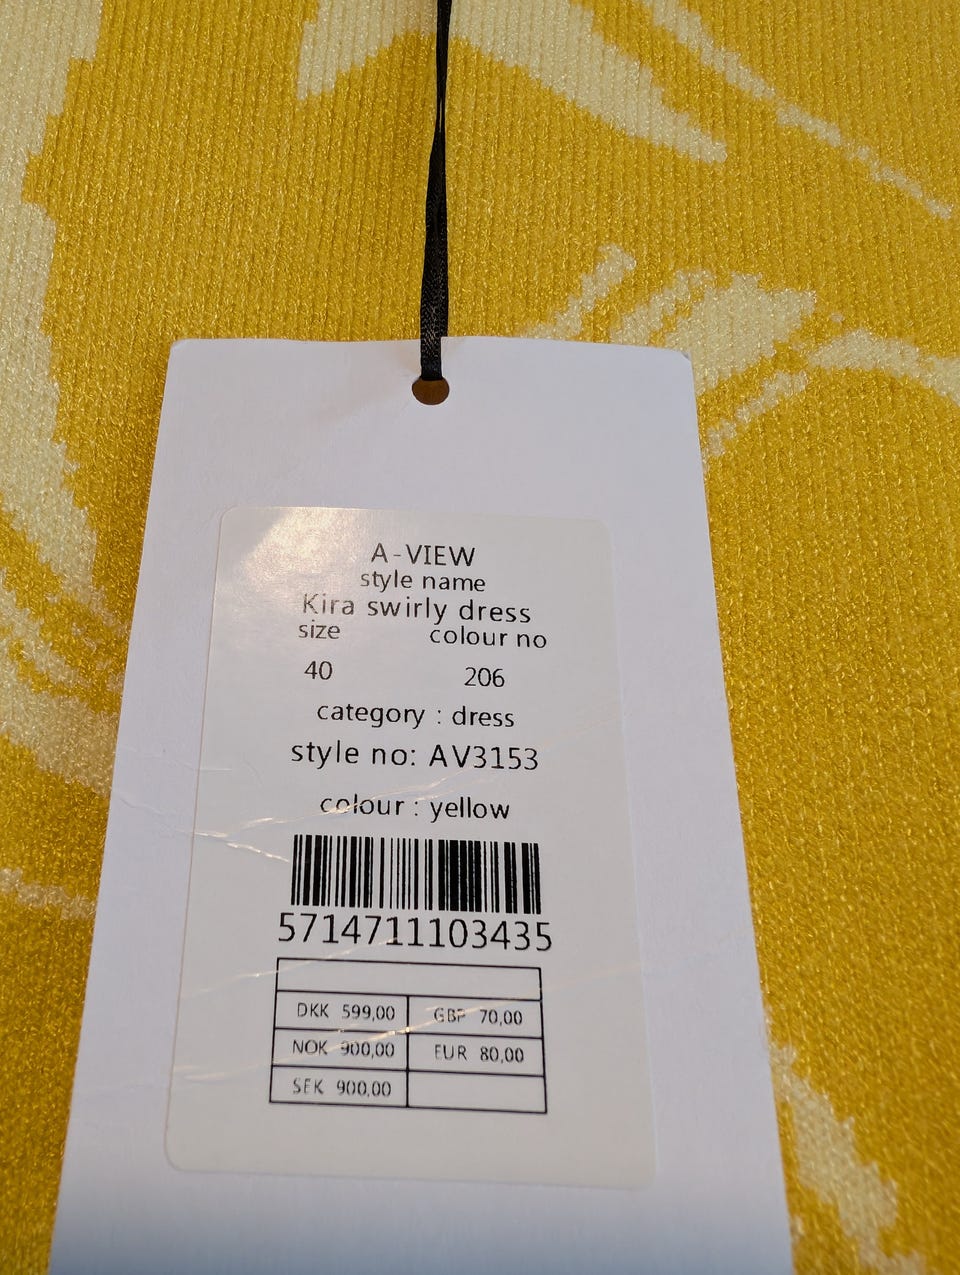 A-VIEW
style name
Kira swirly dress
size colour no
40 206
category : dress
style no: AV3153
colour : yellow
5714711103435
DKK 599,00 GBP 70,00
NOK 900,00 EUR 80,00
SEK 900,00